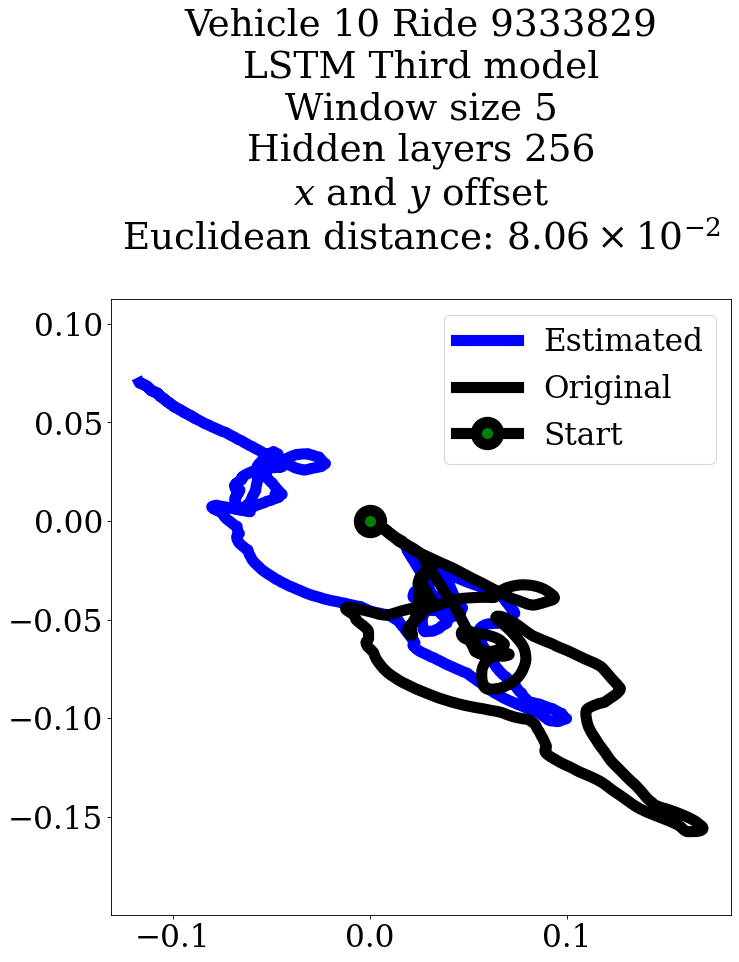 Vehicle 10 Ride 9333829
LSTM Third model
Window size 5
Hidden layers 256
x and y offset
Euclidean distance: 8.06 × 10⁻²
Estimated
Original
Start
0.10
0.05
0.00
−0.05
−0.10
−0.15
−0.1
0.0
0.1